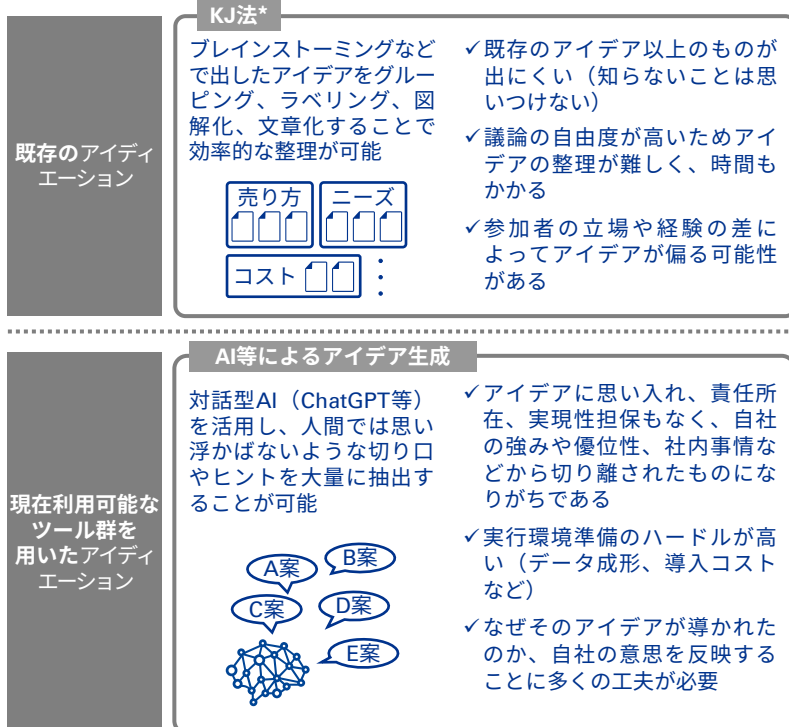 KJ法*
既存のアイディ
エーション
ブレインストーミングなど
で出したアイデアをグルー
ピング、ラベリング、図
解化、文章化することで
効率的な整理が可能
売り方
ニーズ
コスト
✓既存のアイデア以上のものが
出にくい（知らないことは思
いつけない）
✓議論の自由度が高いためアイ
デアの整理が難しく、時間も
かかる
✓参加者の立場や経験の差に
よってアイデアが偏る可能性
がある
AI等によるアイデア生成
現在利用可能な
ツール群を
用いたアイディ
エーション
対話型AI（ChatGPT等）
を活用し、人間では思い
浮かばないような切り口
やヒントを大量に抽出す
ることが可能
A案
B案
C案
D案
E案
✓アイデアに思い入れ、責任所
在、実現性担保もなく、自社
の強みや優位性、社内事情な
どから切り離されたものにな
りがちである
✓実行環境準備のハードルが高
い（データ成形、導入コスト
など）
✓なぜそのアイデアが導かれた
のか、自社の意思を反映する
ことに多くの工夫が必要